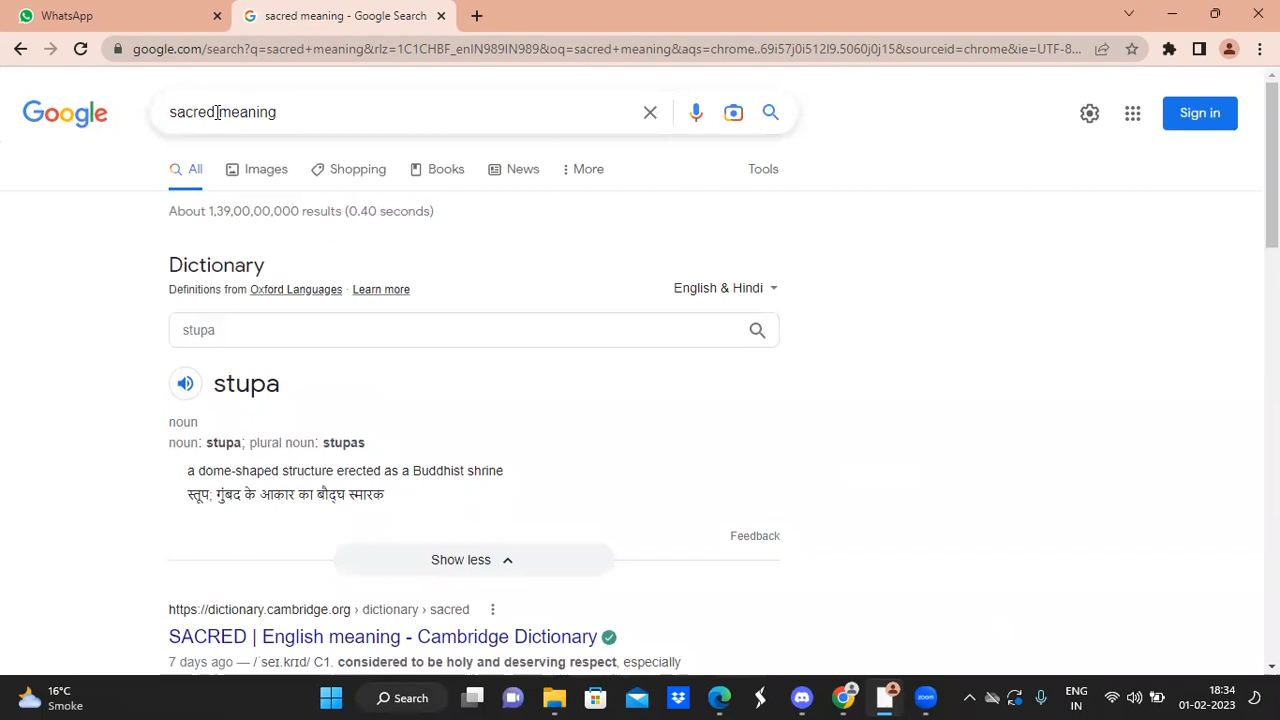 WhatsApp
sacred meaning - Google Search
google.com/search?q=sacred+meaning&rlz=1C1CHBF_enIN989IN989&oq=sacred+meaning&aqs=chrome..69i57j0i512l9.5060j0j15&sourceid=chrome&ie=UTF-8...
Google
sacred meaning
Sign in
All
Images
Shopping
Books
News
More
Tools
About 1,39,00,00,000 results (0.40 seconds)
Dictionary
Definitions from Oxford Languages · Learn more
English & Hindi
stupa
stupa
noun
noun: stupa; plural noun: stupas
a dome-shaped structure erected as a Buddhist shrine
स्तूप; गुंबद के आकार का बौद्घ स्मारक
Feedback
Show less
https://dictionary.cambridge.org › dictionary › sacred
SACRED | English meaning - Cambridge Dictionary
7 days ago — /ˈseɪ.krɪd/ C1. considered to be holy and deserving respect, especially
16°C
Smoke
Search
zoom
ENG
IN
18:34
01-02-2023